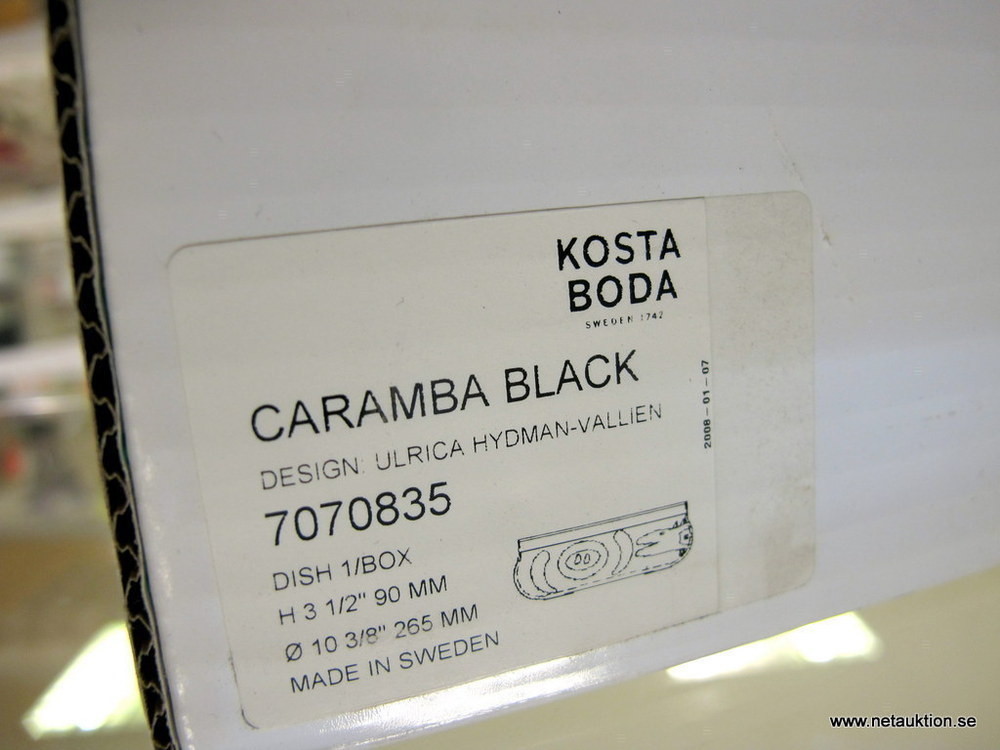 KOSTA
BODA
SWEDEN 1742
CARAMBA BLACK
DESIGN: ULRICA HYDMAN-VALLIEN
7070835
DISH 1/BOX
H 3 1/2" 90 MM
Ø 10 3/8" 265 MM
MADE IN SWEDEN
2008-01-07
www.netauktion.se